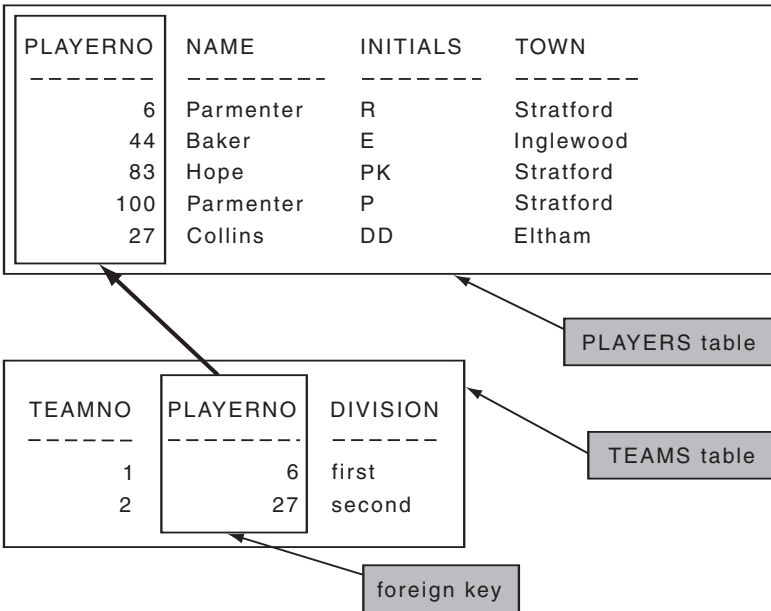 PLAYERNO NAME INITIALS TOWN
6 Parmenter R Stratford
44 Baker E Inglewood
83 Hope PK Stratford
100 Parmenter P Stratford
27 Collins DD Eltham
PLAYERS table
TEAMNO PLAYERNO DIVISION
1 6 first
2 27 second
TEAMS table
foreign key